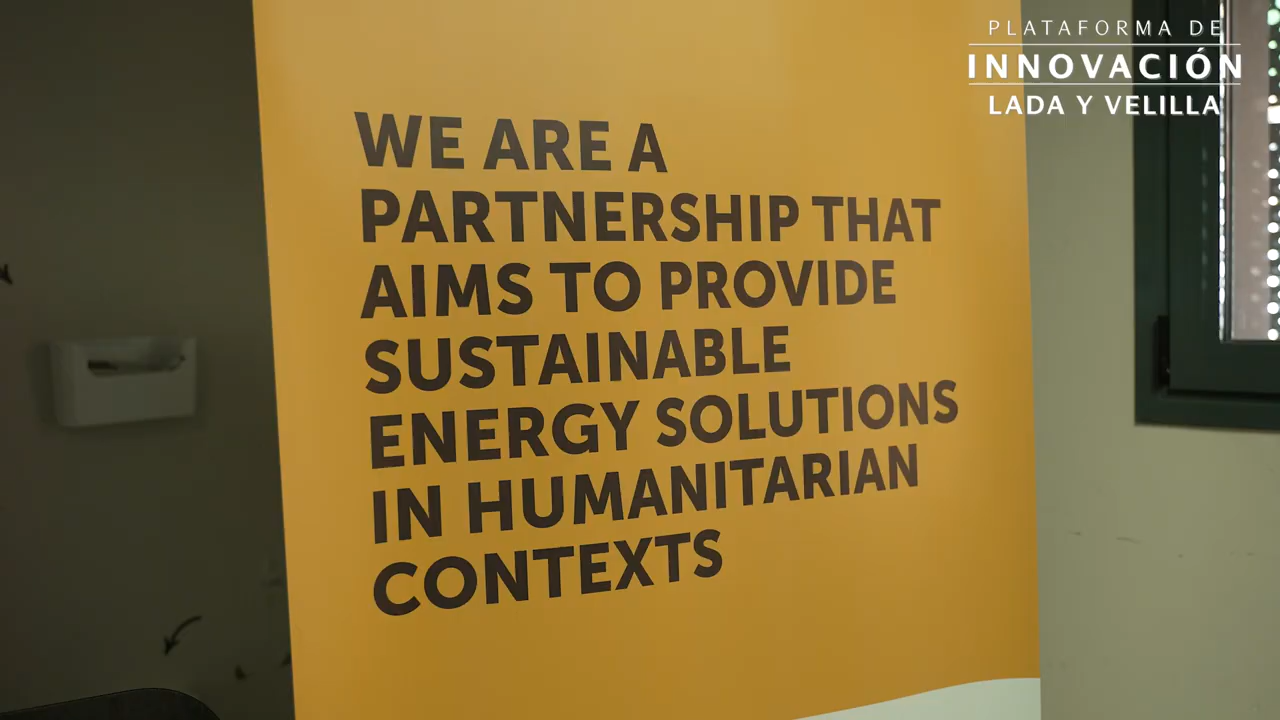 PLATAFORMA DE
INNOVACIÓN
LADA Y VELILLA
WE ARE A
PARTNERSHIP THAT
AIMS TO PROVIDE
SUSTAINABLE
ENERGY SOLUTIONS
IN HUMANITARIAN
CONTEXTS